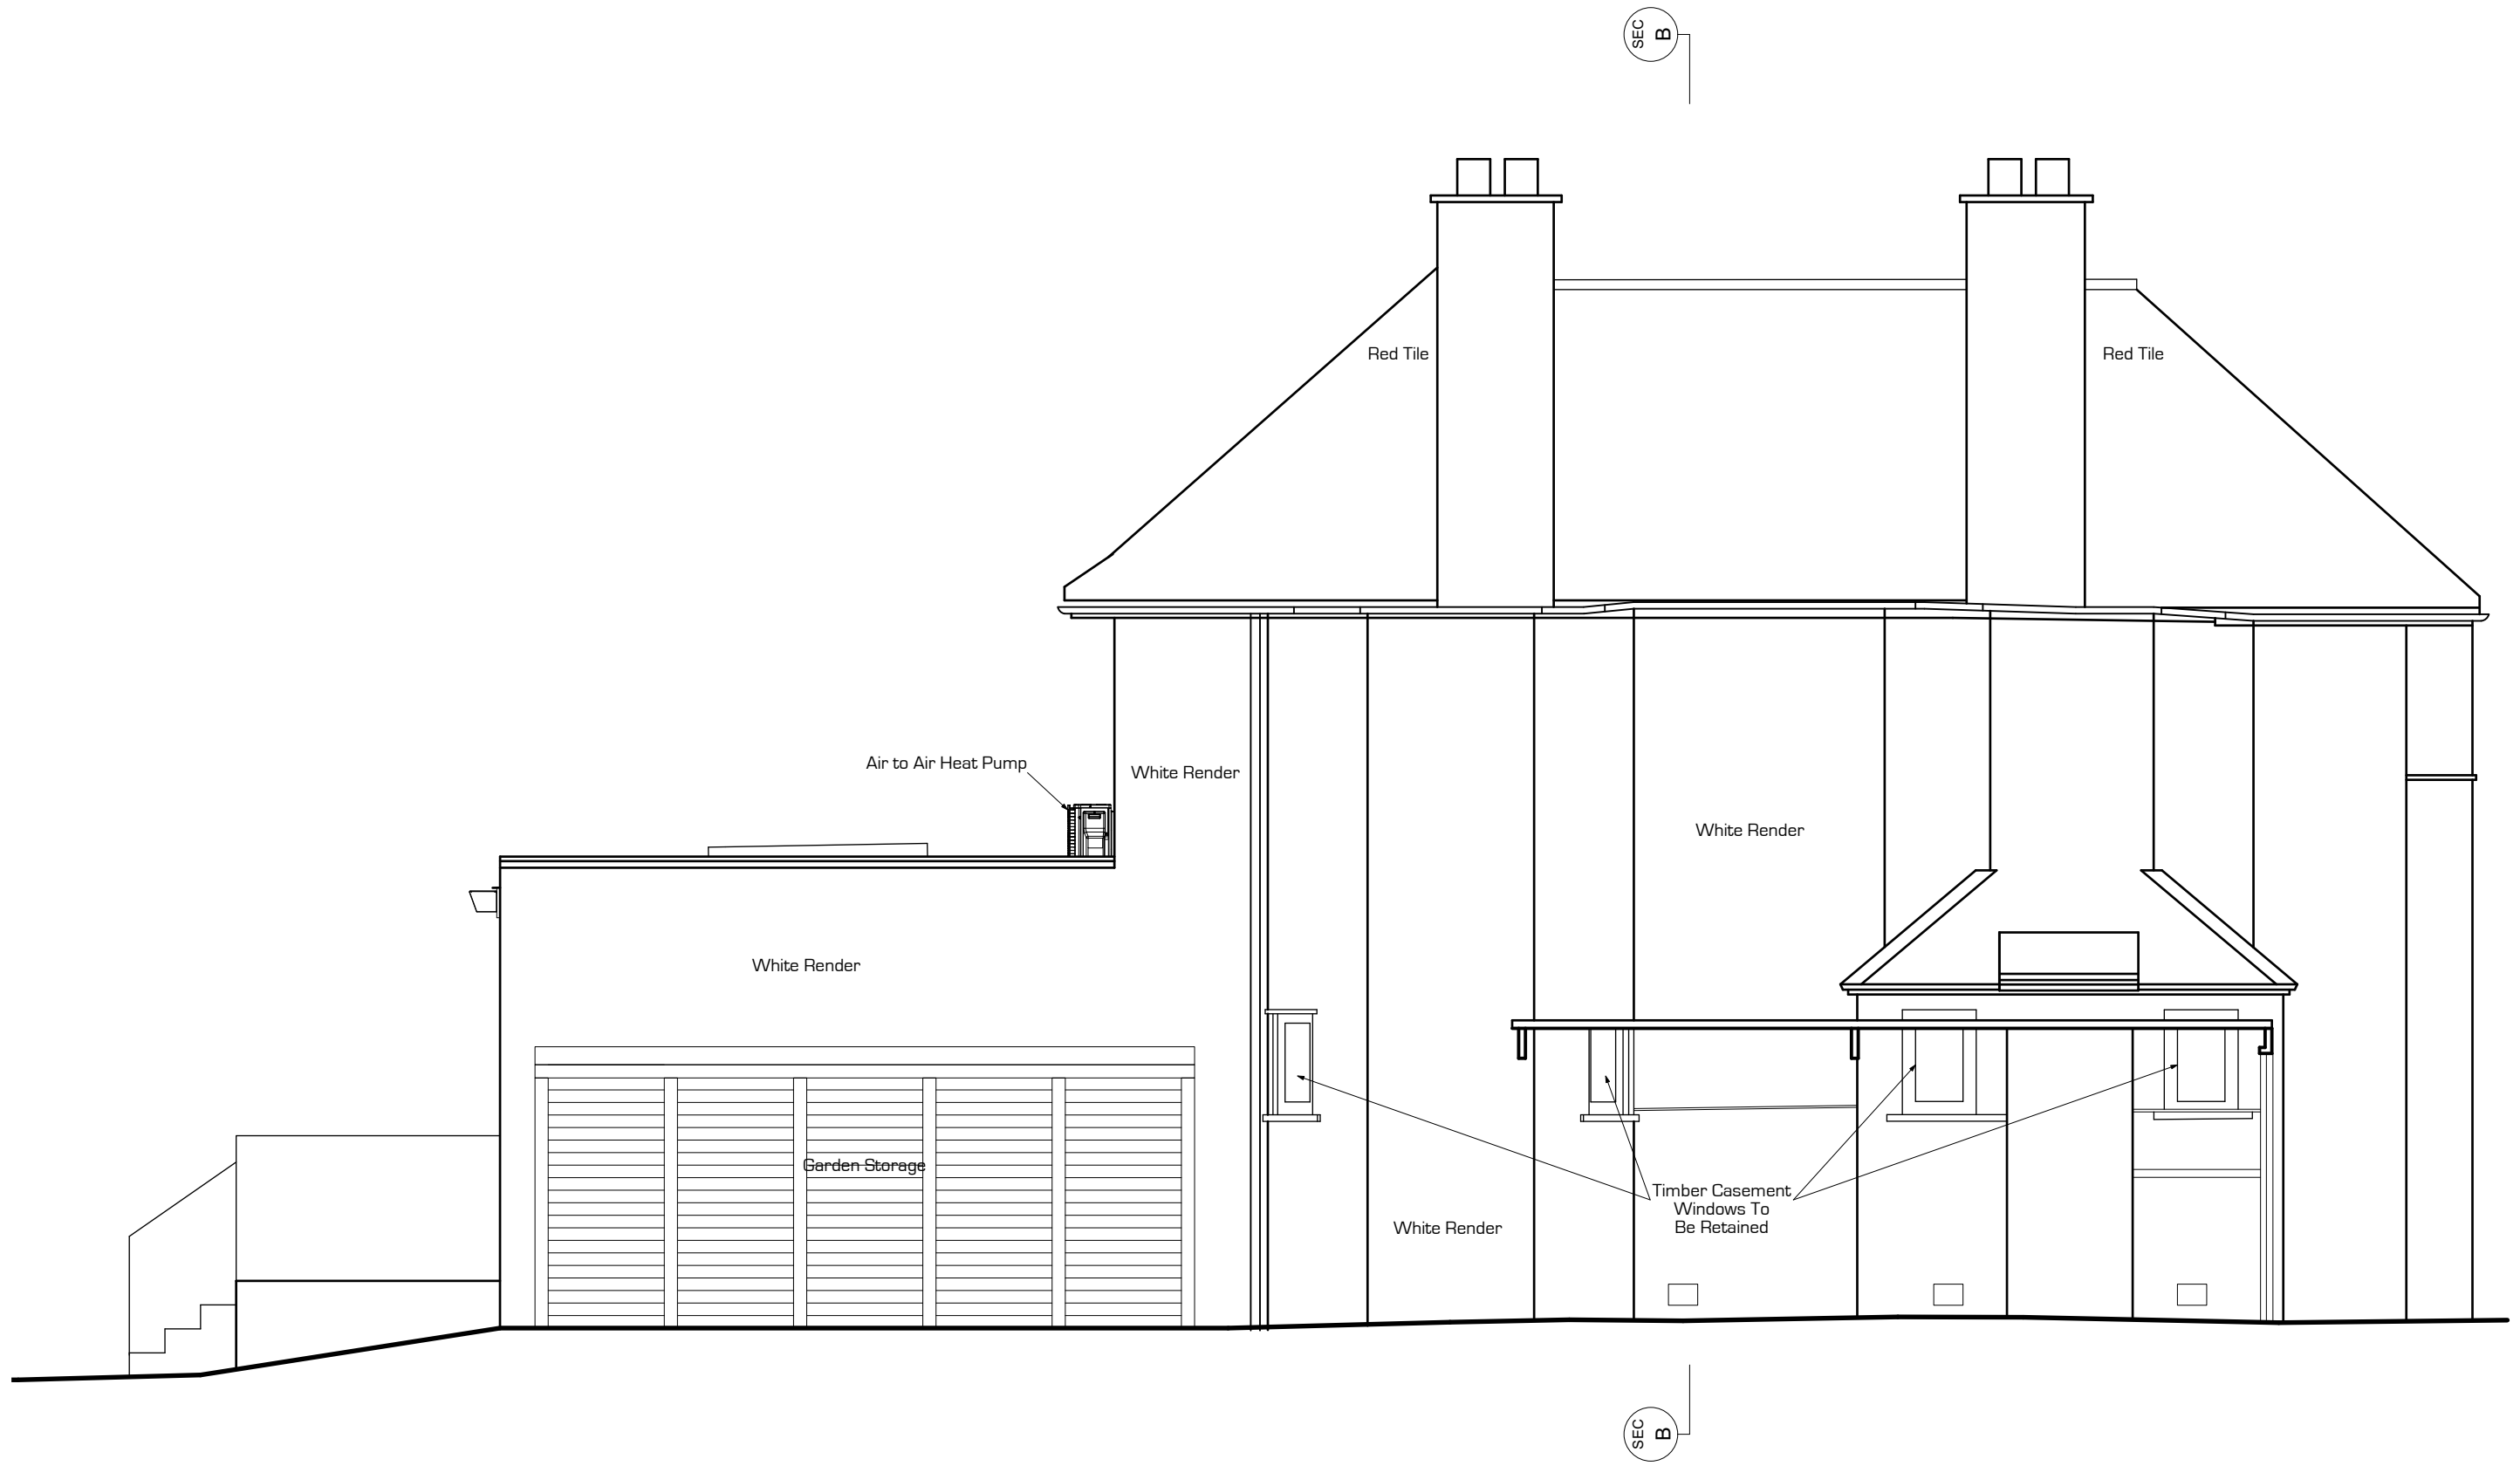 SEC
B
Red Tile
Red Tile
Air to Air Heat Pump
White Render
White Render
White Render
Garden Storage
Timber Casement
Windows To
Be Retained
White Render
SEC
B